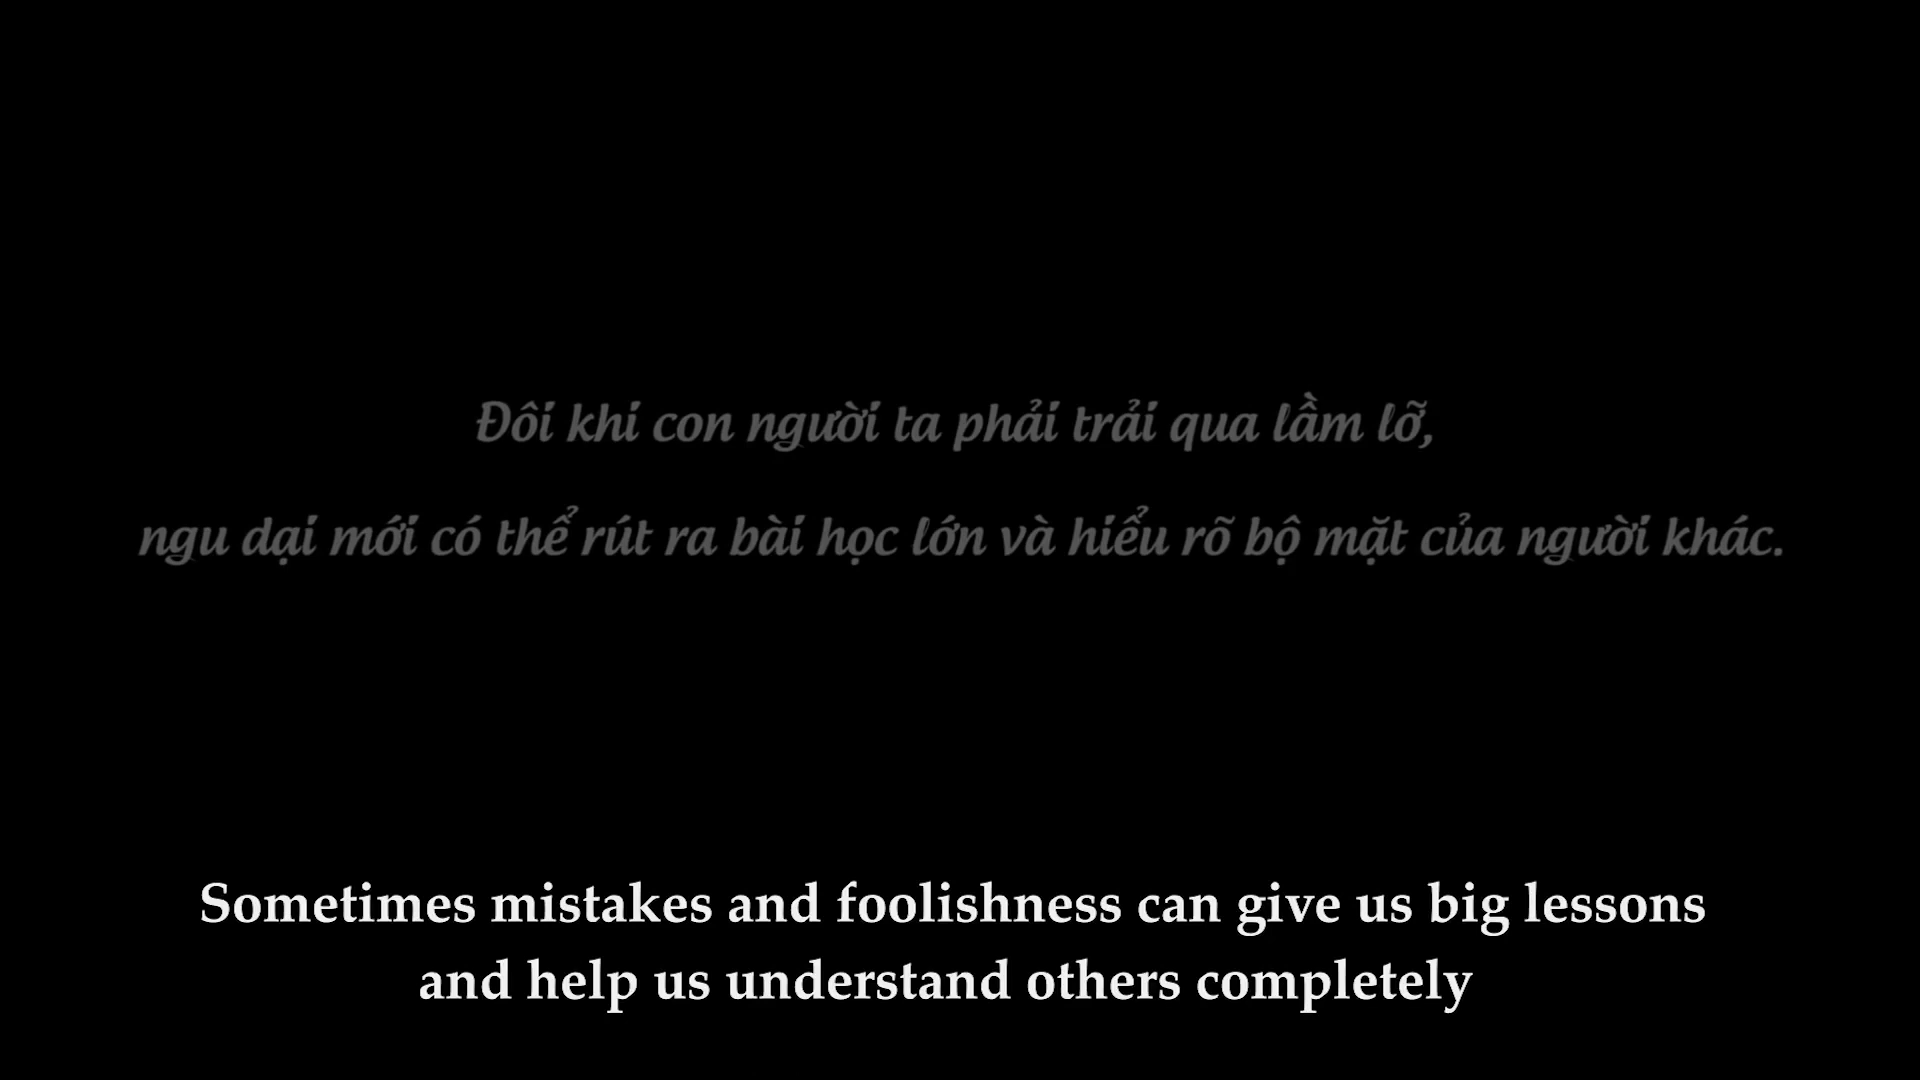 Đôi khi con người ta phải trải qua lầm lỡ,
ngu dại mới có thể rút ra bài học lớn và hiểu rõ bộ mặt của người khác.
Sometimes mistakes and foolishness can give us big lessons
and help us understand others completely